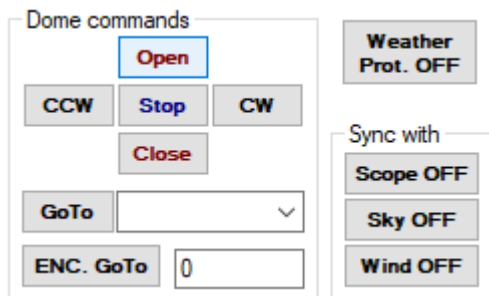 Dome commands
Open
CCW Stop CW
Close
GoTo
ENC. GoTo 0
Weather
Prot. OFF
Sync with
Scope OFF
Sky OFF
Wind OFF